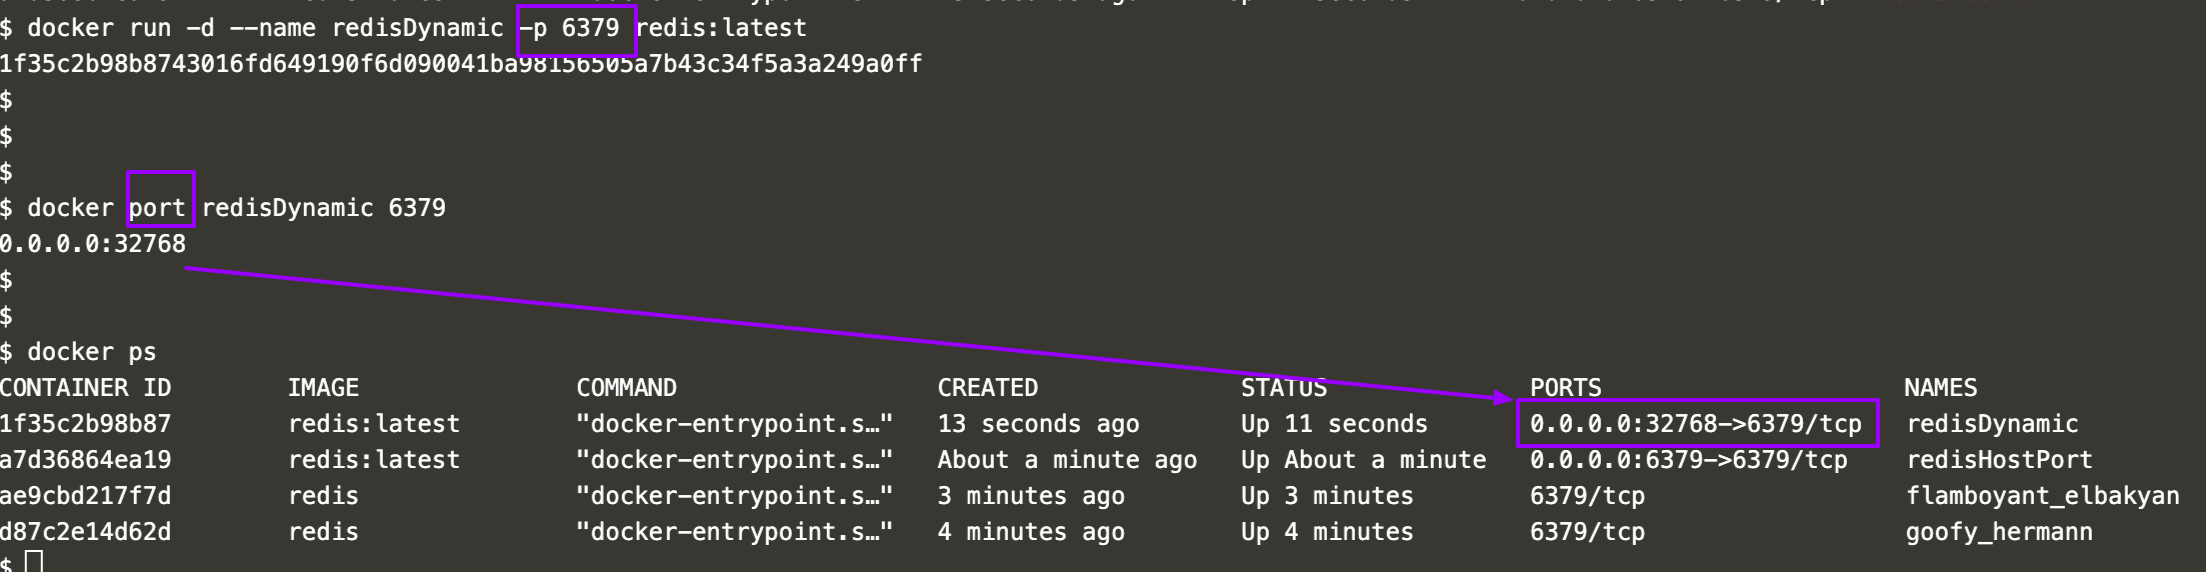 $ docker run -d --name redisDynamic -p 6379 redis:latest
1f35c2b98b8743016fd649190f6d090041ba98156505a7b43c34f5a3a249a0ff
$
$
$
$ docker port redisDynamic 6379
0.0.0.0:32768
$
$
$ docker ps
CONTAINER ID IMAGE COMMAND CREATED STATUS PORTS NAMES
1f35c2b98b87 redis:latest "docker-entrypoint.s…" 13 seconds ago Up 11 seconds 0.0.0.0:32768->6379/tcp redisDynamic
a7d36864ea19 redis:latest "docker-entrypoint.s…" About a minute ago Up About a minute 0.0.0.0:6379->6379/tcp redisHostPort
ae9cbd217f7d redis "docker-entrypoint.s…" 3 minutes ago Up 3 minutes 6379/tcp flamboyant_elbakyan
d87c2e14d62d redis "docker-entrypoint.s…" 4 minutes ago Up 4 minutes 6379/tcp goofy_hermann
$